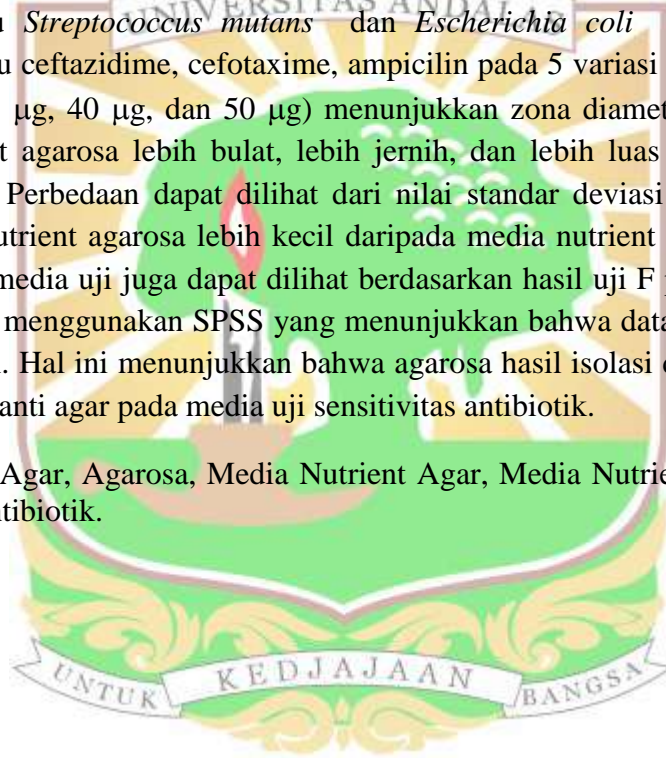 UNIVERSITAS ANDAL
u Streptococcus mutans dan Escherichia coli
u ceftazidime, cefotaxime, ampicilin pada 5 variasi
μg, 40 μg, dan 50 μg) menunjukkan zona diamet
t agarosa lebih bulat, lebih jernih, dan lebih luas
Perbedaan dapat dilihat dari nilai standar deviasi
utrient agarosa lebih kecil daripada media nutrient
media uji juga dapat dilihat berdasarkan hasil uji F
menggunakan SPSS yang menunjukkan bahwa data
. Hal ini menunjukkan bahwa agarosa hasil isolasi
anti agar pada media uji sensitivitas antibiotik.
Agar, Agarosa, Media Nutrient Agar, Media Nutrie
ntibiotik.
UNTUK KEDJAJAAN BANGSA